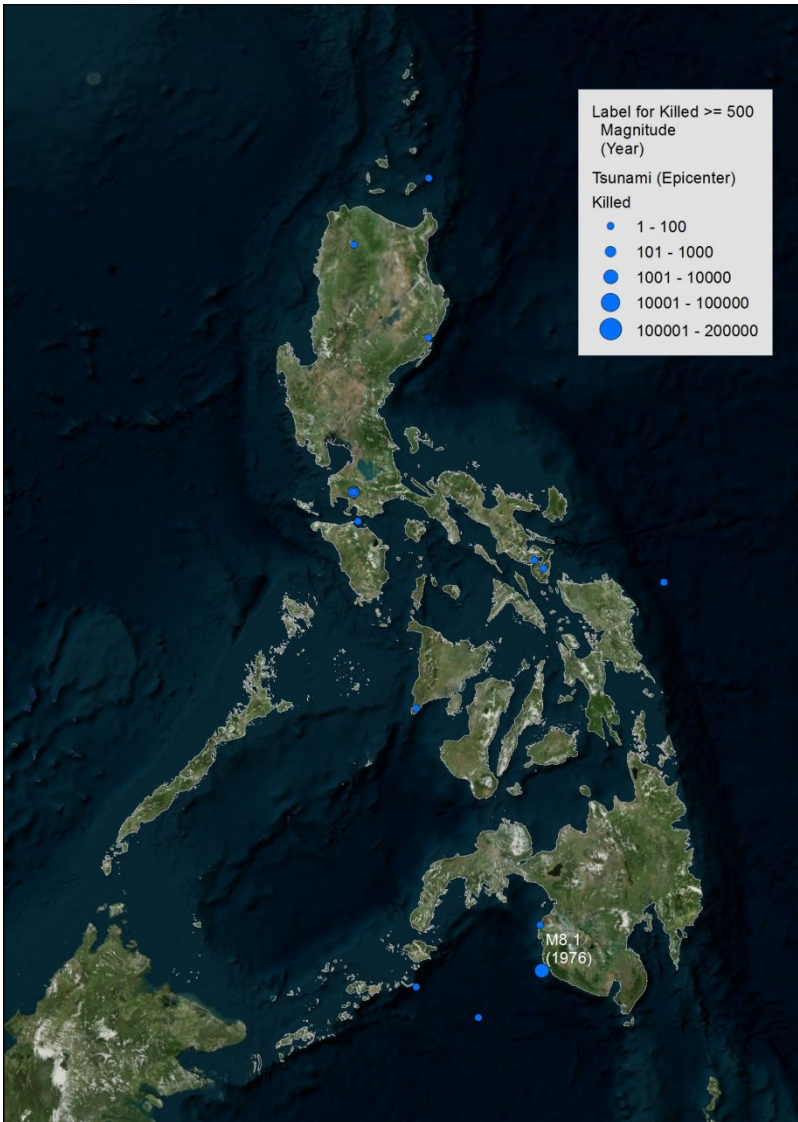 Label for Killed >= 500
Magnitude
(Year)
Tsunami (Epicenter)
Killed
1 - 100
101 - 1000
1001 - 10000
10001 - 100000
100001 - 200000
M8.1
(1976)